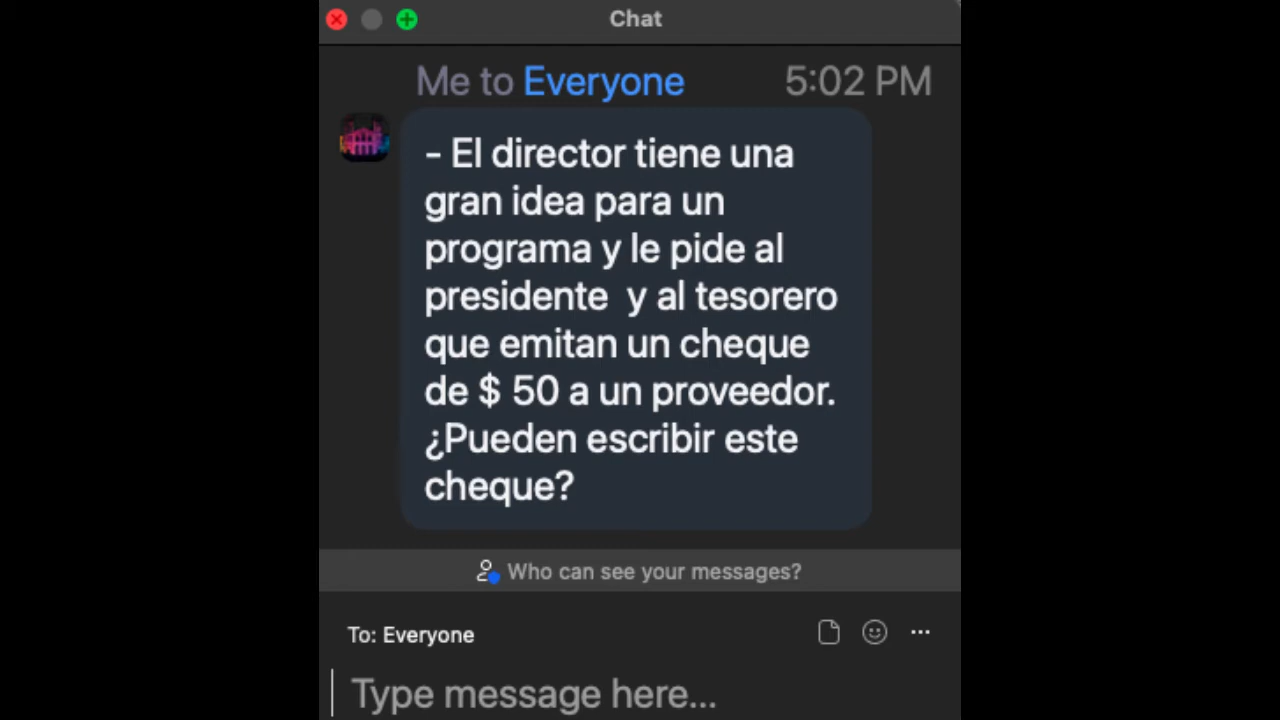 Chat
Me to Everyone 5:02 PM
- El director tiene una
gran idea para un
programa y le pide al
presidente  y al tesorero
que emitan un cheque
de $ 50 a un proveedor.
¿Pueden escribir este
cheque?
Who can see your messages?
To: Everyone
Type message here...